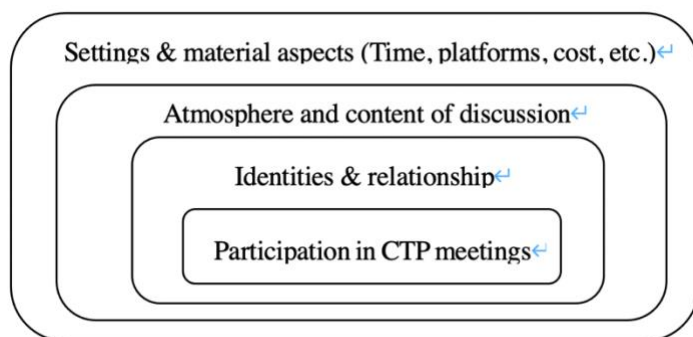 Settings & material aspects (Time, platforms, cost, etc.)↵
Atmosphere and content of discussion↵
Identities & relationship↵
Participation in CTP meetings↵